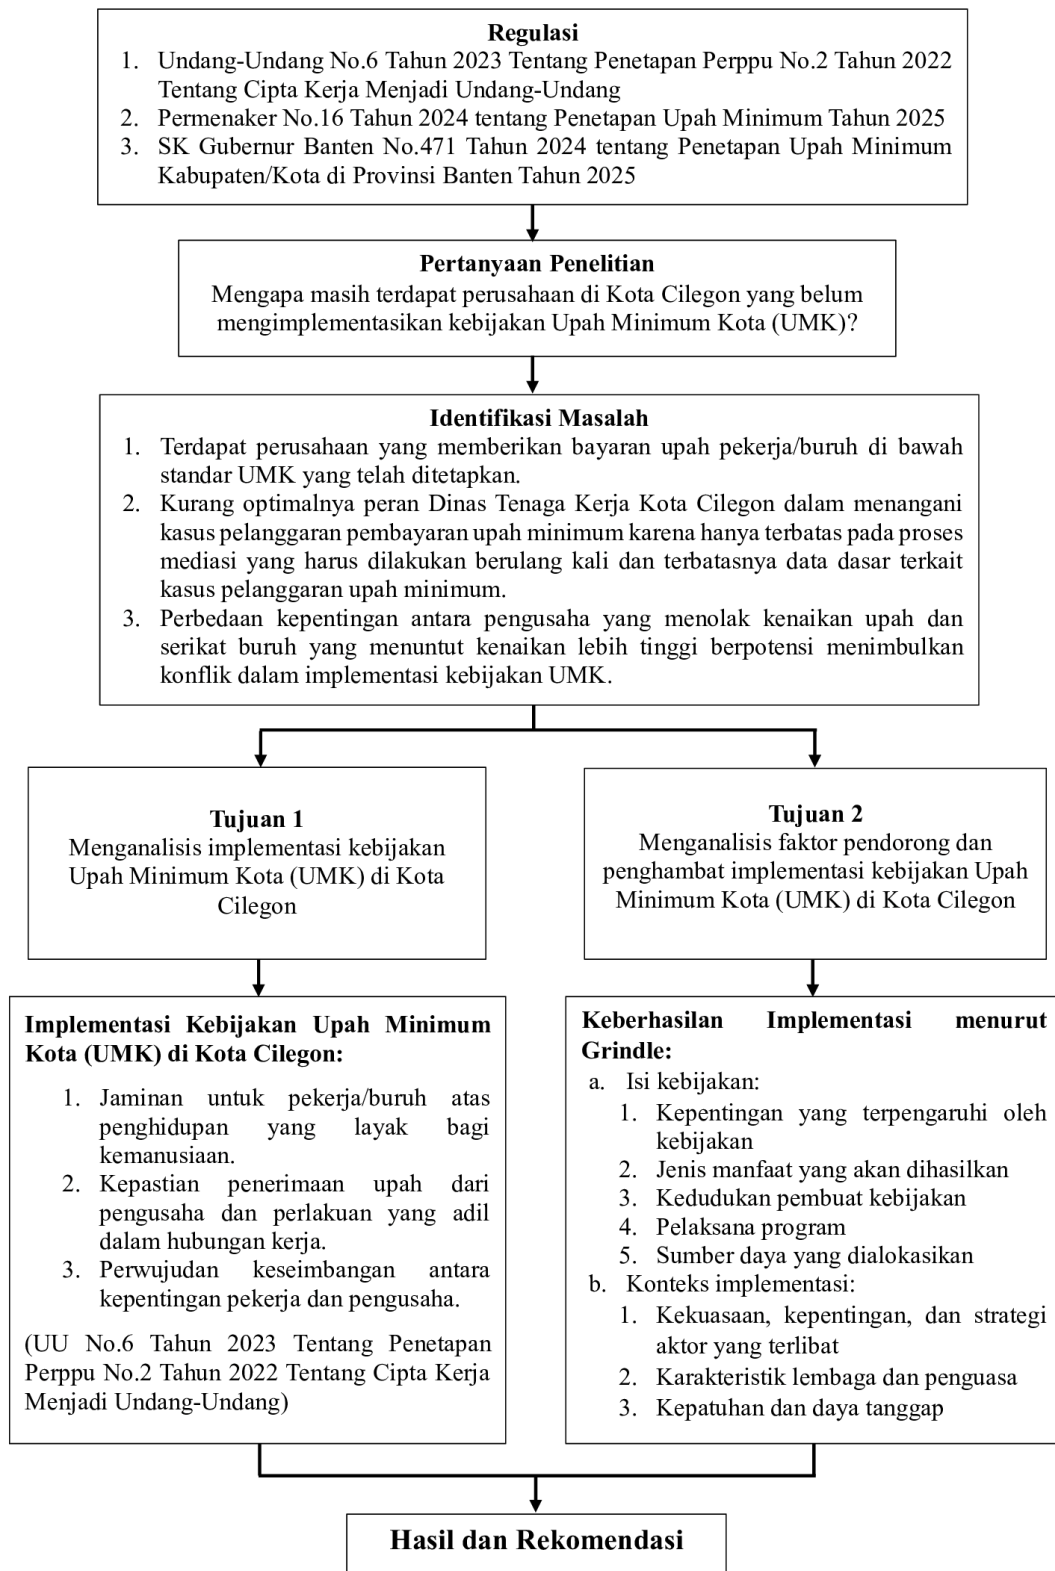 Regulasi
1. Undang-Undang No.6 Tahun 2023 Tentang Penetapan Perppu No.2 Tahun 2022
Tentang Cipta Kerja Menjadi Undang-Undang
2. Permenaker No.16 Tahun 2024 tentang Penetapan Upah Minimum Tahun 2025
3. SK Gubernur Banten No.471 Tahun 2024 tentang Penetapan Upah Minimum
Kabupaten/Kota di Provinsi Banten Tahun 2025
Pertanyaan Penelitian
Mengapa masih terdapat perusahaan di Kota Cilegon yang belum
mengimplementasikan kebijakan Upah Minimum Kota (UMK)?
Identifikasi Masalah
1. Terdapat perusahaan yang memberikan bayaran upah pekerja/buruh di bawah
standar UMK yang telah ditetapkan.
2. Kurang optimalnya peran Dinas Tenaga Kerja Kota Cilegon dalam menangani
kasus pelanggaran pembayaran upah minimum karena hanya terbatas pada proses
mediasi yang harus dilakukan berulang kali dan terbatasnya data dasar terkait
kasus pelanggaran upah minimum.
3. Perbedaan kepentingan antara pengusaha yang menolak kenaikan upah dan
serikat buruh yang menuntut kenaikan lebih tinggi berpotensi menimbulkan
konflik dalam implementasi kebijakan UMK.
Tujuan 1
Menganalisis implementasi kebijakan
Upah Minimum Kota (UMK) di Kota
Cilegon
Tujuan 2
Menganalisis faktor pendorong dan
penghambat implementasi kebijakan Upah
Minimum Kota (UMK) di Kota Cilegon
Implementasi Kebijakan Upah Minimum
Kota (UMK) di Kota Cilegon:
1. Jaminan untuk pekerja/buruh atas
penghidupan yang layak bagi
kemanusiaan.
2. Kepastian penerimaan upah dari
pengusaha dan perlakuan yang adil
dalam hubungan kerja.
3. Perwujudan keseimbangan antara
kepentingan pekerja dan pengusaha.
(UU No.6 Tahun 2023 Tentang Penetapan
Perppu No.2 Tahun 2022 Tentang Cipta Kerja
Menjadi Undang-Undang)
Keberhasilan Implementasi menurut
Grindle:
a. Isi kebijakan:
1. Kepentingan yang terpengaruhi oleh
kebijakan
2. Jenis manfaat yang akan dihasilkan
3. Kedudukan pembuat kebijakan
4. Pelaksana program
5. Sumber daya yang dialokasikan
b. Konteks implementasi:
1. Kekuasaan, kepentingan, dan strategi
aktor yang terlibat
2. Karakteristik lembaga dan penguasa
3. Kepatuhan dan daya tanggap
Hasil dan Rekomendasi